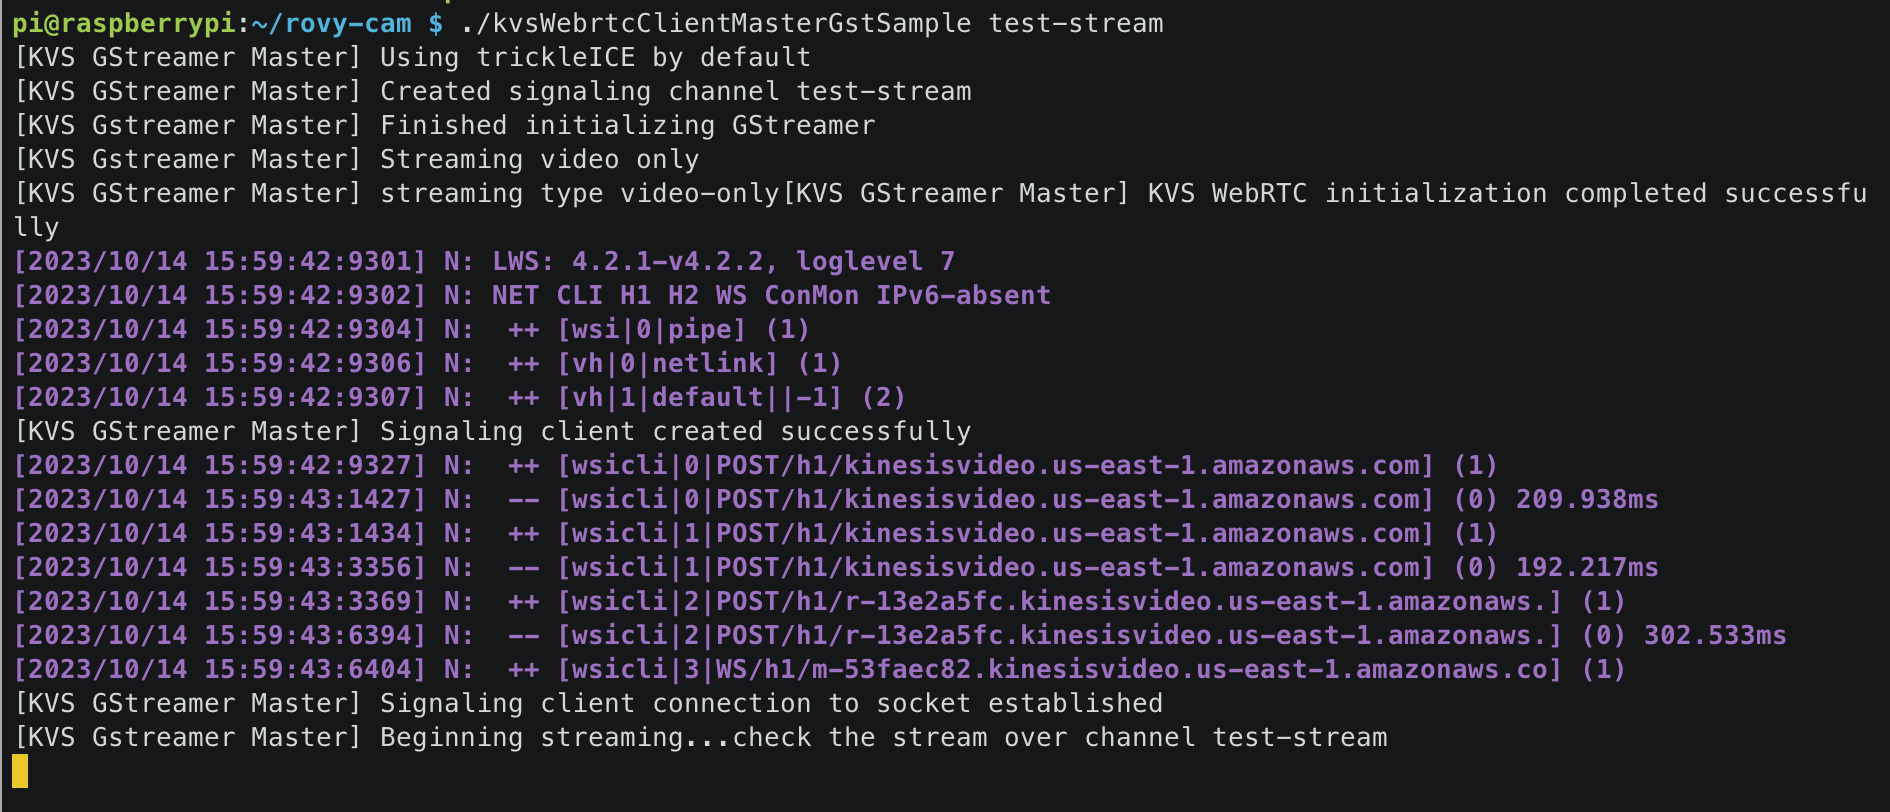 pi@raspberrypi:~/rovy-cam $ ./kvsWebrtcClientMasterGstSample test-stream
[KVS GStreamer Master] Using trickleICE by default
[KVS GStreamer Master] Created signaling channel test-stream
[KVS Gstreamer Master] Finished initializing GStreamer
[KVS Gstreamer Master] Streaming video only
[KVS GStreamer Master] streaming type video-only[KVS GStreamer Master] KVS WebRTC initialization completed successfu
lly
[2023/10/14 15:59:42:9301] N: LWS: 4.2.1-v4.2.2, loglevel 7
[2023/10/14 15:59:42:9302] N: NET CLI H1 H2 WS ConMon IPv6-absent
[2023/10/14 15:59:42:9304] N:  ++ [wsi|0|pipe] (1)
[2023/10/14 15:59:42:9306] N:  ++ [vh|0|netlink] (1)
[2023/10/14 15:59:42:9307] N:  ++ [vh|1|default||-1] (2)
[KVS GStreamer Master] Signaling client created successfully
[2023/10/14 15:59:42:9327] N:  ++ [wsicli|0|POST/h1/kinesisvideo.us-east-1.amazonaws.com] (1)
[2023/10/14 15:59:43:1427] N:  -- [wsicli|0|POST/h1/kinesisvideo.us-east-1.amazonaws.com] (0) 209.938ms
[2023/10/14 15:59:43:1434] N:  ++ [wsicli|1|POST/h1/kinesisvideo.us-east-1.amazonaws.com] (1)
[2023/10/14 15:59:43:3356] N:  -- [wsicli|1|POST/h1/kinesisvideo.us-east-1.amazonaws.com] (0) 192.217ms
[2023/10/14 15:59:43:3369] N:  ++ [wsicli|2|POST/h1/r-13e2a5fc.kinesisvideo.us-east-1.amazonaws.] (1)
[2023/10/14 15:59:43:6394] N:  -- [wsicli|2|POST/h1/r-13e2a5fc.kinesisvideo.us-east-1.amazonaws.] (0) 302.533ms
[2023/10/14 15:59:43:6404] N:  ++ [wsicli|3|WS/h1/m-53faec82.kinesisvideo.us-east-1.amazonaws.co] (1)
[KVS GStreamer Master] Signaling client connection to socket established
[KVS Gstreamer Master] Beginning streaming...check the stream over channel test-stream